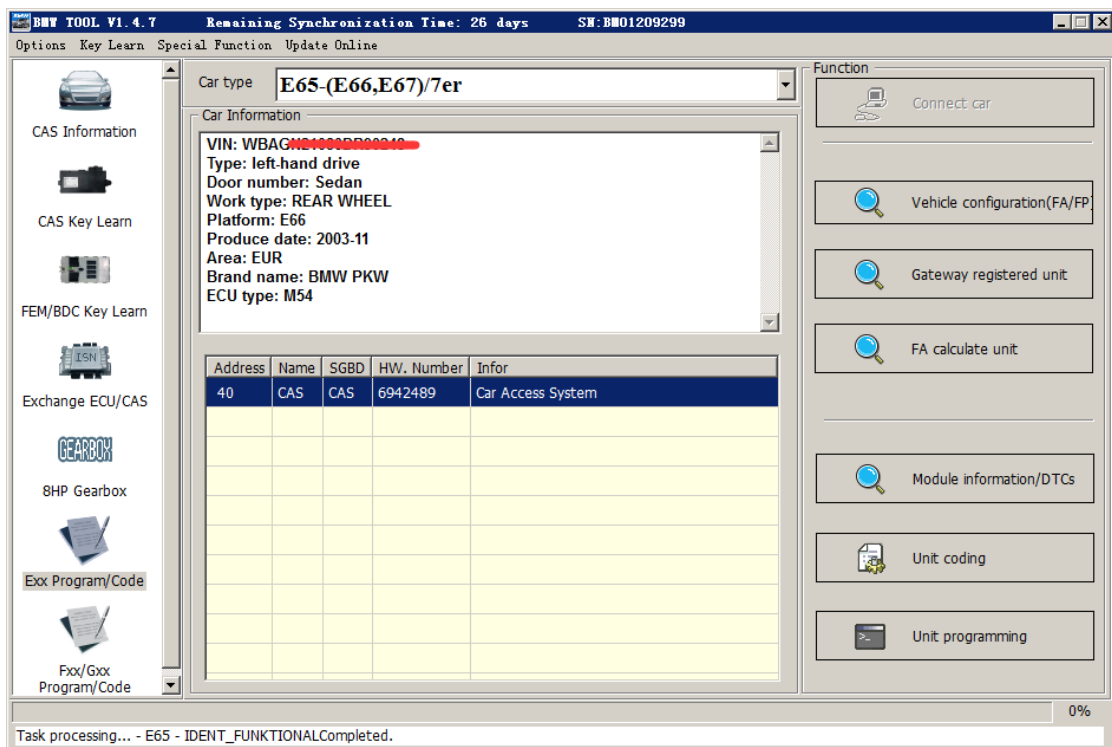 BMW TOOL V1.4.7 Remaining Synchronization Time: 26 days SN:BM01209299
Options Key Learn Special Function Update Online
CAS Information
CAS Key Learn
FEM/BDC Key Learn
ISN
Exchange ECU/CAS
GEARBOX
8HP Gearbox
Exx Program/Code
Fxx/Gxx
Program/Code
Car type E65-(E66,E67)/7er
Car Information
VIN: WBAG
Type: left-hand drive
Door number: Sedan
Work type: REAR WHEEL
Platform: E66
Produce date: 2003-11
Area: EUR
Brand name: BMW PKW
ECU type: M54
Address Name SGBD HW. Number Infor
40 CAS CAS 6942489 Car Access System
Function
Connect car
Vehicle configuration(FA/FP)
Gateway registered unit
FA calculate unit
Module information/DTCs
Unit coding
Unit programming
0%
Task processing... - E65 - IDENT_FUNKTIONALCompleted.